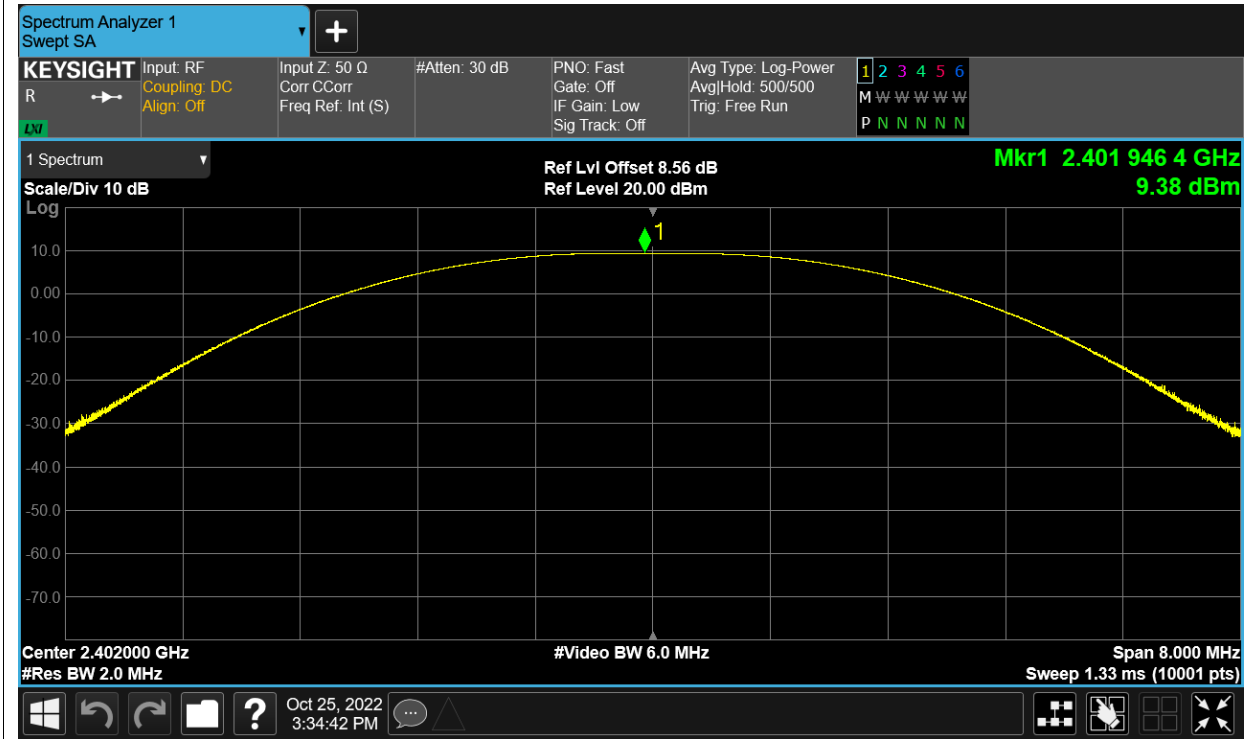 Spectrum Analyzer 1
Swept SA
KEYSIGHT
R
LXI
Input: RF
Coupling: DC
Align: Off
Input Z: 50 Ω
Corr CCorr
Freq Ref: Int (S)
#Atten: 30 dB
PNO: Fast
Gate: Off
IF Gain: Low
Sig Track: Off
Avg Type: Log-Power
Avg|Hold: 500/500
Trig: Free Run
1 2 3 4 5 6
M W W W W W
P N N N N N
1 Spectrum
Scale/Div 10 dB
Log
Ref Lvl Offset 8.56 dB
Ref Level 20.00 dBm
Mkr1 2.401 946 4 GHz
9.38 dBm
1
10.0
0.00
-10.0
-20.0
-30.0
-40.0
-50.0
-60.0
-70.0
Center 2.402000 GHz
#Video BW 6.0 MHz
Span 8.000 MHz
#Res BW 2.0 MHz
Sweep 1.33 ms (10001 pts)
?
Oct 25, 2022
3:34:42 PM